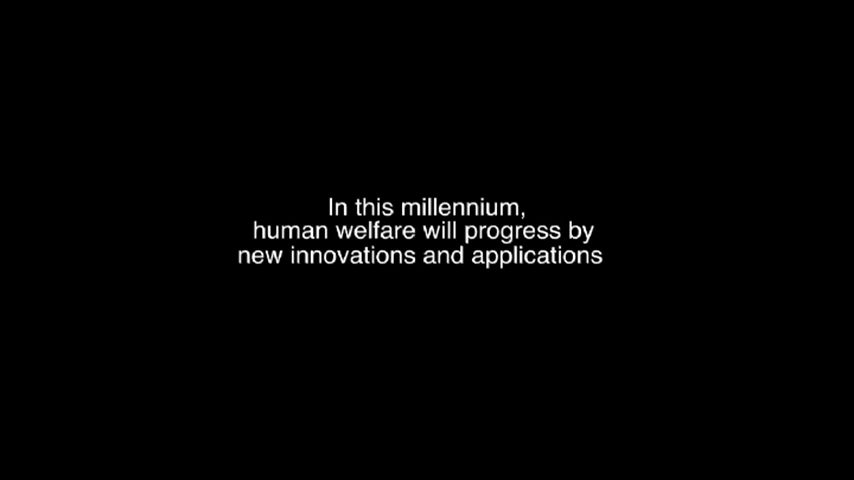 In this millennium,
human welfare will progress by
new innovations and applications